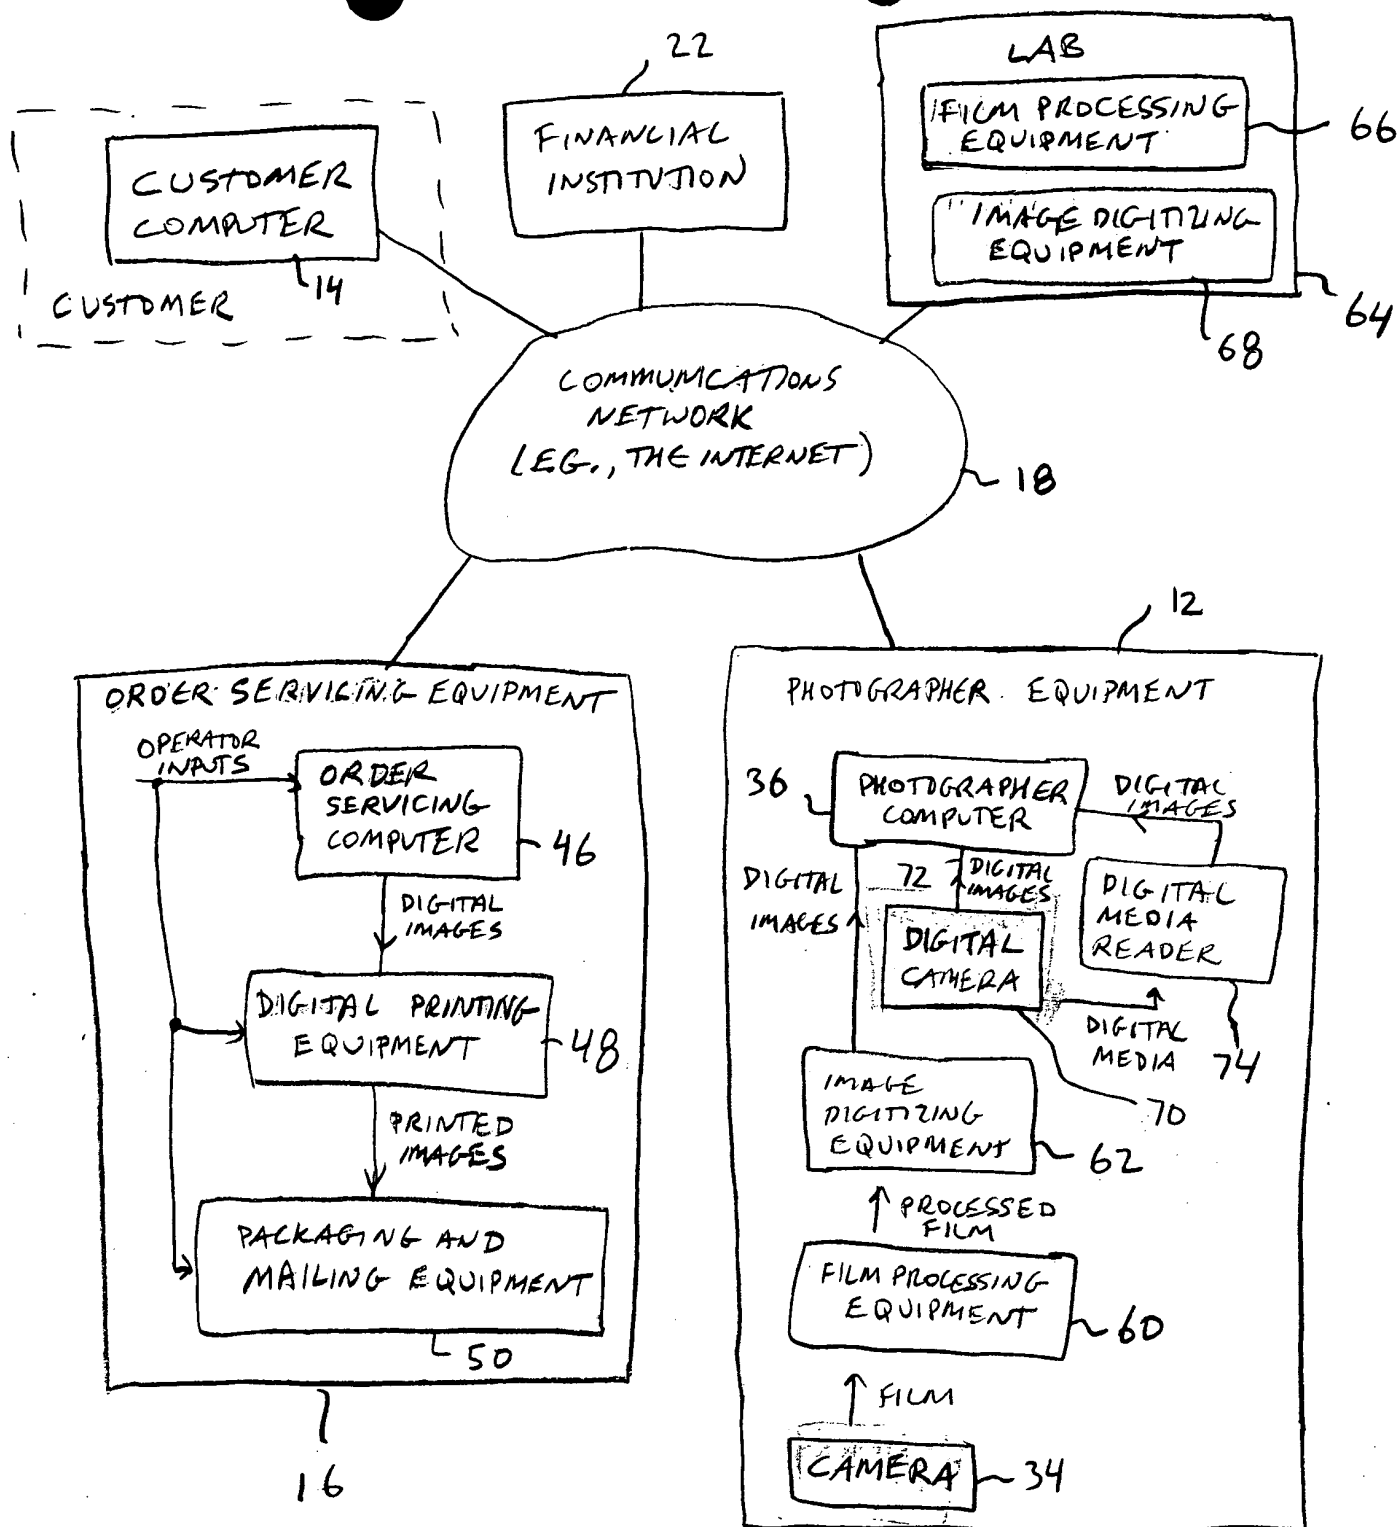 22
FINANCIAL
INSTITUTION
LAB
FILM PROCESSING
EQUIPMENT
66
IMAGE DIGITIZING
EQUIPMENT
68
64
CUSTOMER
COMPUTER
14
CUSTOMER
COMMUNICATIONS
NETWORK
(E.G., THE INTERNET)
18
ORDER SERVICING EQUIPMENT
OPERATOR
INPUTS
ORDER
SERVICING
COMPUTER
46
DIGITAL
IMAGES
DIGITAL PRINTING
EQUIPMENT
48
PRINTED
IMAGES
PACKAGING AND
MAILING EQUIPMENT
50
16
12
PHOTOGRAPHER EQUIPMENT
36
PHOTOGRAPHER
COMPUTER
DIGITAL
IMAGES
DIGITAL
IMAGES
72
DIGITAL
IMAGES
DIGITAL
CAMERA
DIGITAL
MEDIA
READER
DIGITAL
MEDIA
74
70
IMAGE
DIGITIZING
EQUIPMENT
62
PROCESSED
FILM
FILM PROCESSING
EQUIPMENT
60
FILM
CAMERA
34